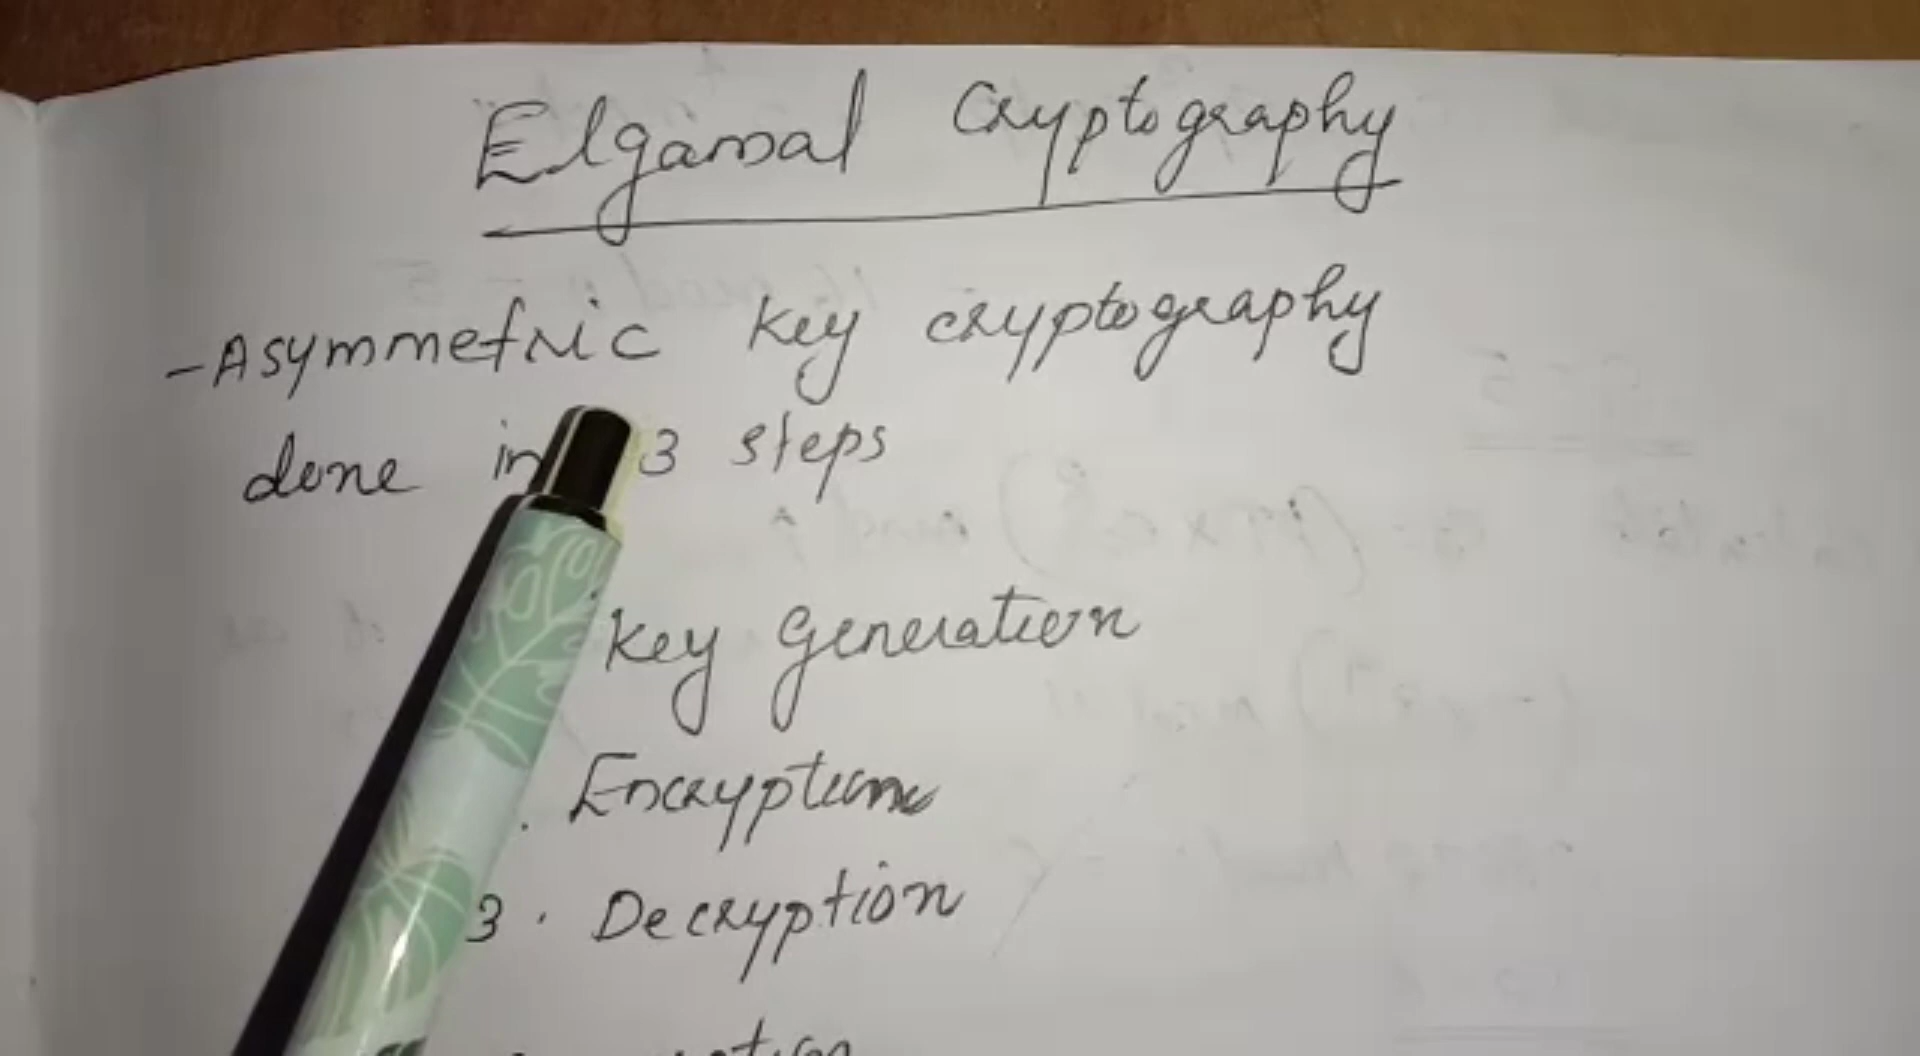 Elgamal Cryptography
- Asymmetric key cryptography
done in 3 steps
key Generation
. Encryption
3. Decryption